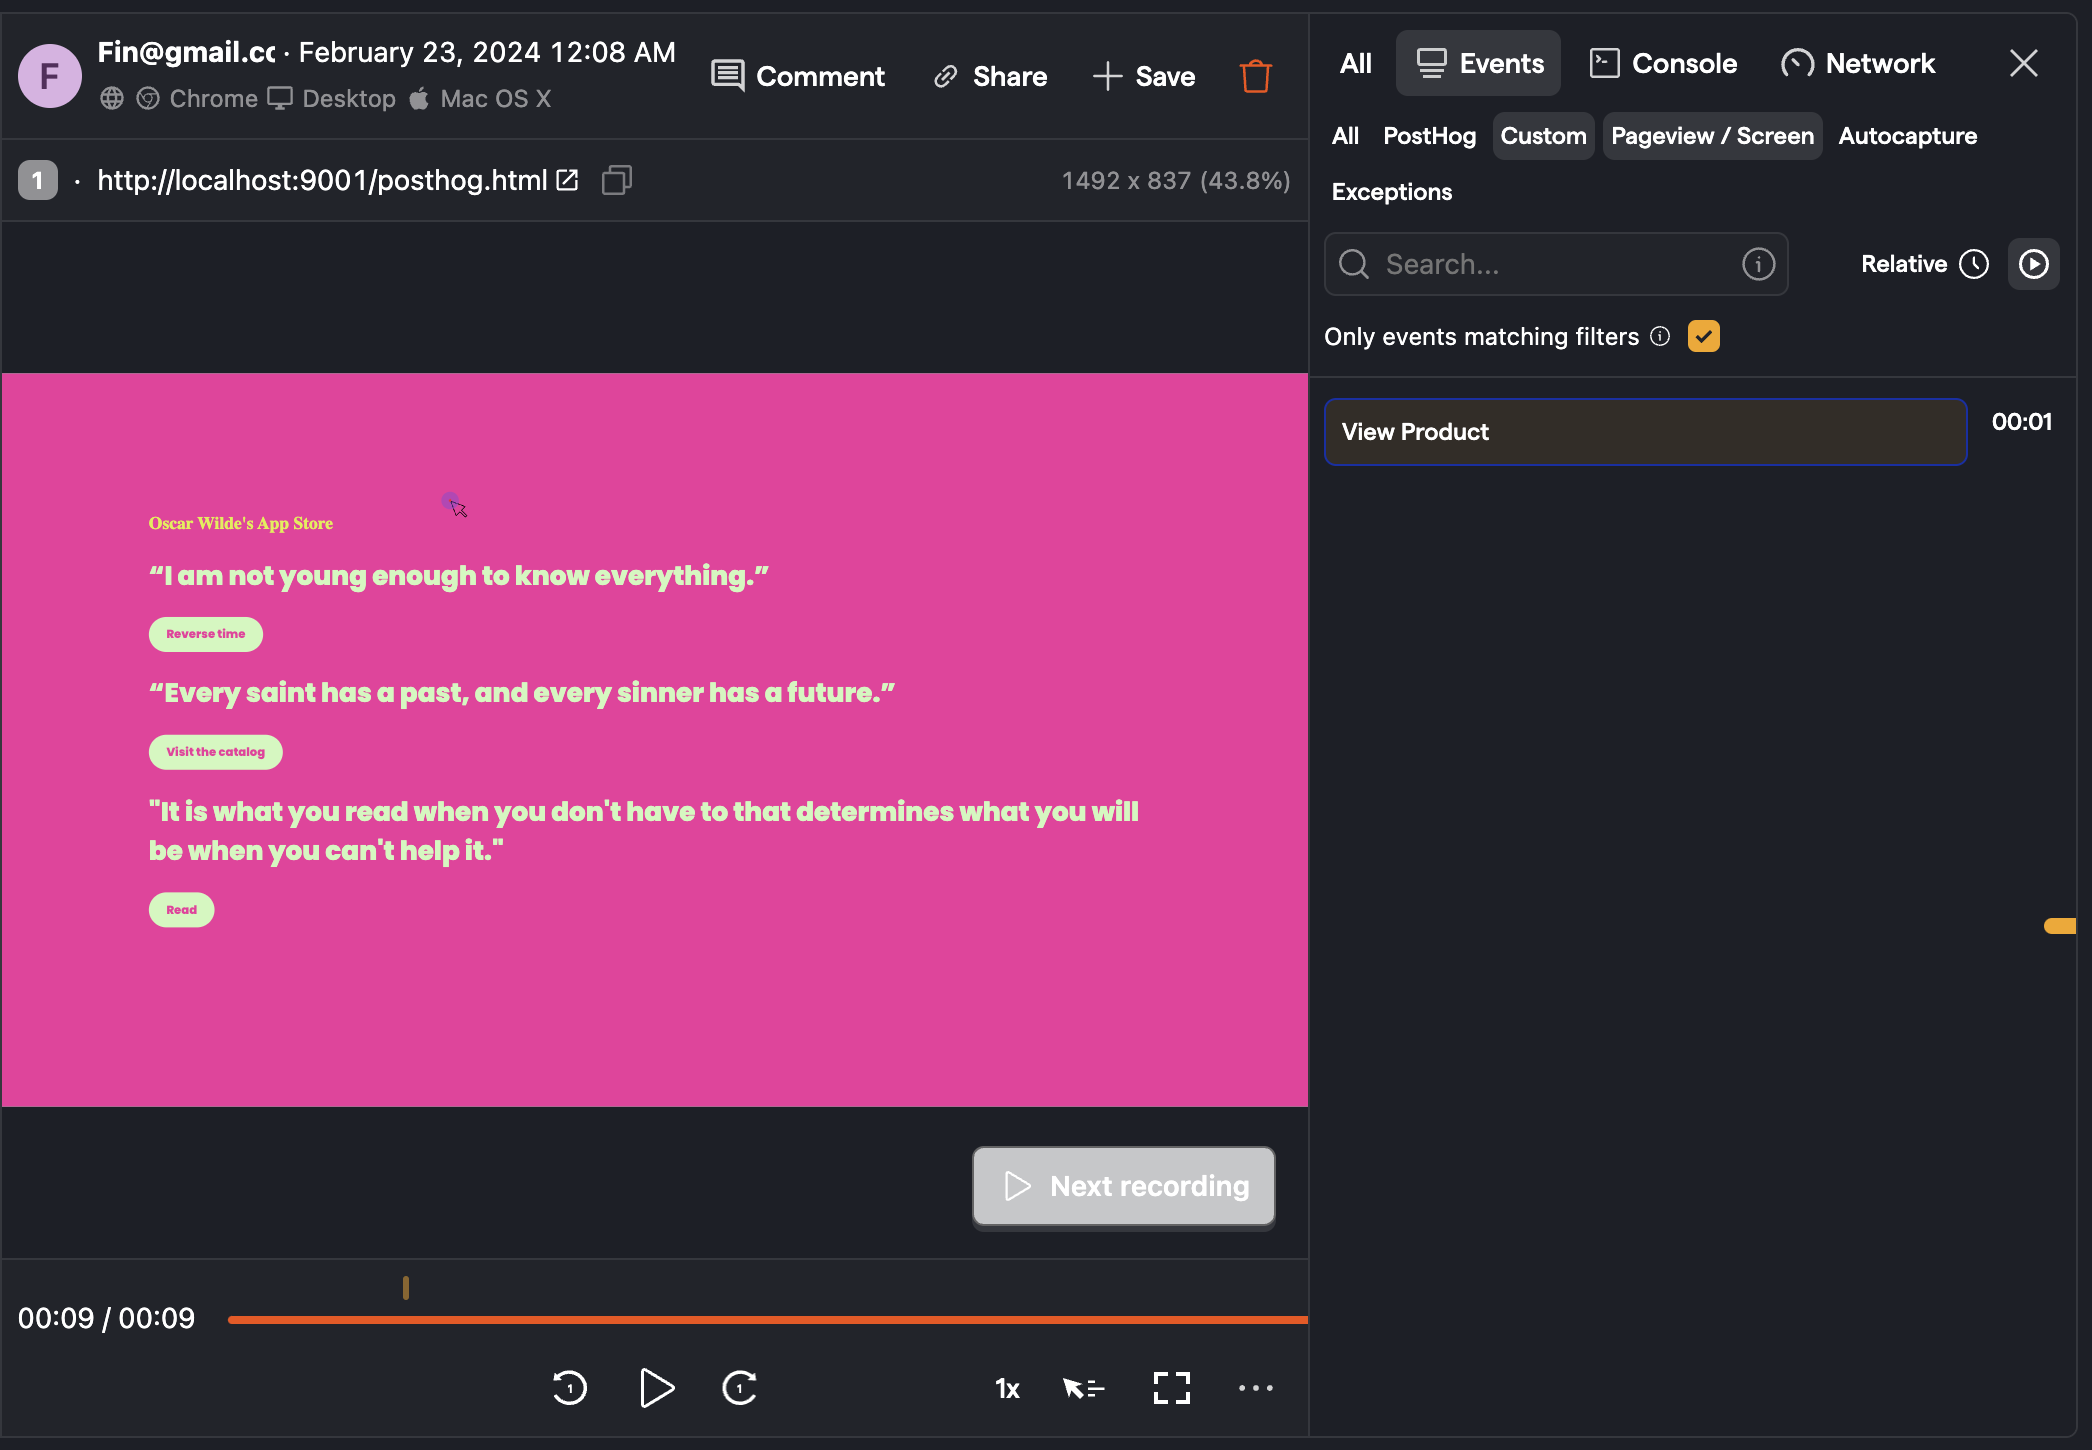 F
Fin@gmail.cc · February 23, 2024 12:08 AM
Chrome Desktop Mac OS X
Comment
Share
Save
1 · http://localhost:9001/posthog.html
1492 x 837 (43.8%)
Oscar Wilde's App Store
“I am not young enough to know everything.”
Reverse time
“Every saint has a past, and every sinner has a future.”
Visit the catalog
"It is what you read when you don't have to that determines what you will
be when you can't help it."
Read
Next recording
00:09 / 00:09
1
1
1x
All Events Console Network
All PostHog Custom Pageview / Screen Autocapture
Exceptions
Search...
Relative
Only events matching filters
View Product
00:01